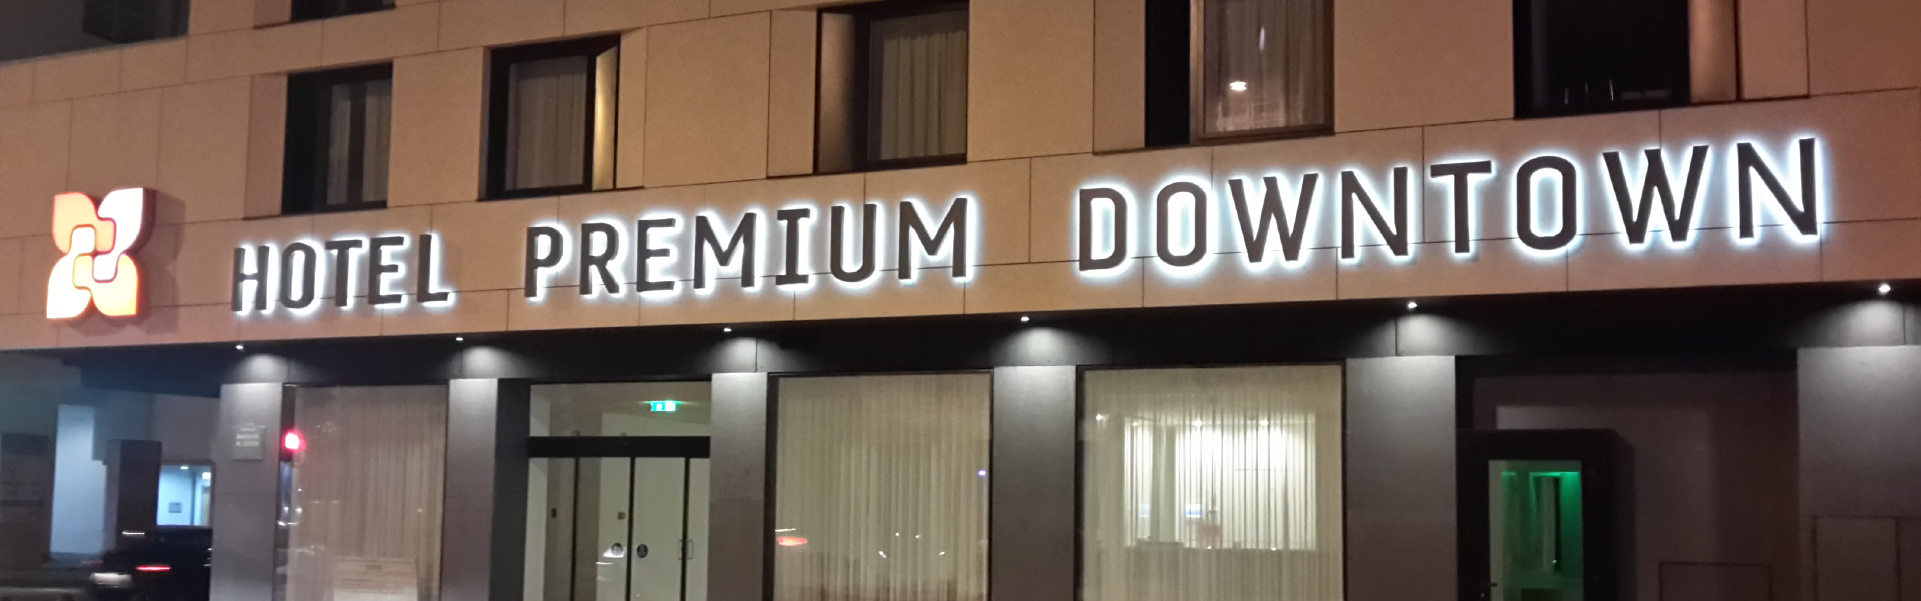 HOTEL PREMIUM DOWNTOWN